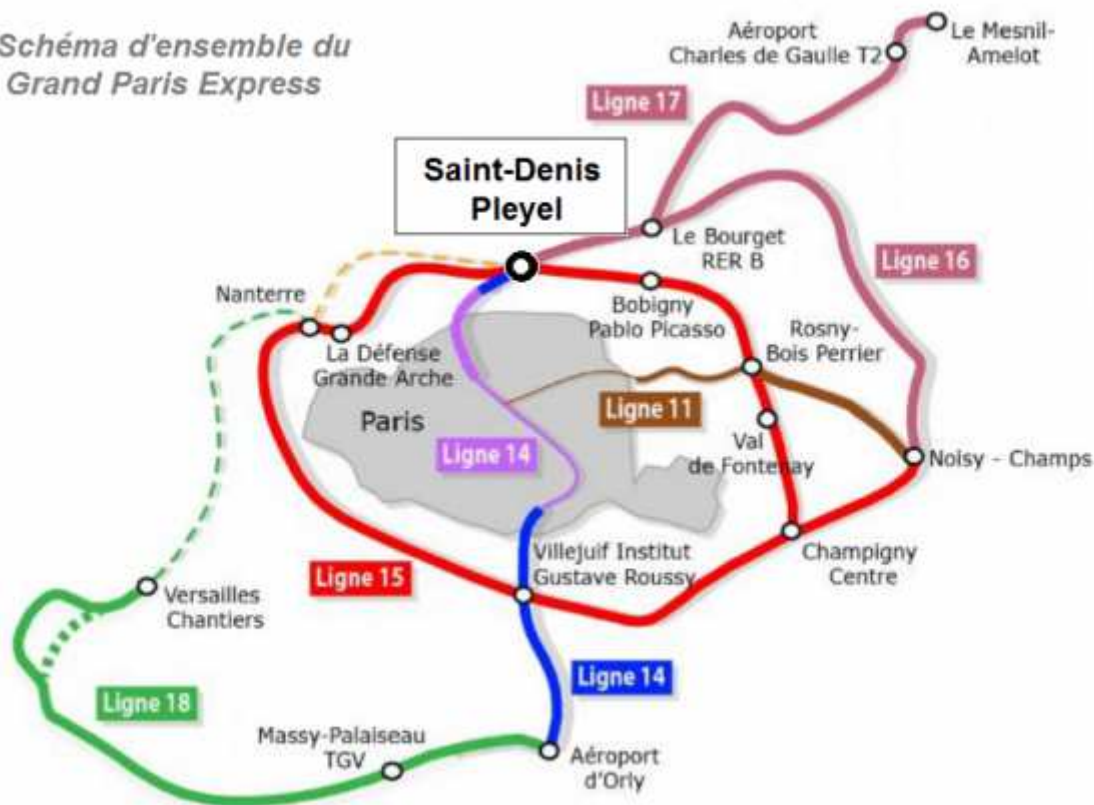 Schéma d'ensemble du
Grand Paris Express
Aéroport
Charles de Gaulle T2
Le Mesnil-
Amelot
Ligne 17
Saint-Denis
Pleyel
Le Bourget
RER B
Ligne 16
Nanterre
La Défense
Grande Arche
Bobigny
Pablo Picasso
Rosny-
Bois Perrier
Ligne 11
Paris
Ligne 14
Val
de Fontenay
Noisy - Champs
Villejuif Institut
Gustave Roussy
Champigny
Centre
Ligne 15
Versailles
Chantiers
Ligne 18
Ligne 14
Massy-Palaiseau
TGV
Aéroport
d'Orly